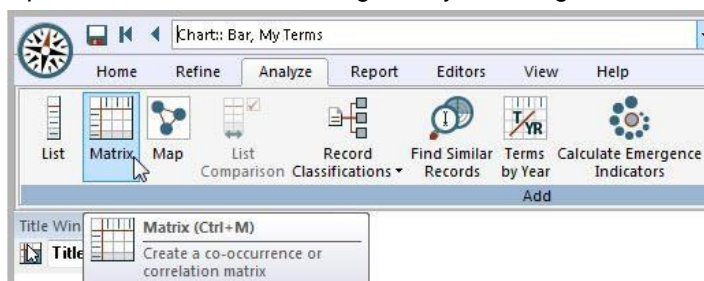 Chart:: Bar, My Terms
Home Refine Analyze Report Editors View Help
List Matrix Map List Comparison Record Classifications Find Similar Records T/YR Terms by Year Calculate Emergence Indicators
Add
Title Win
Title
Matrix (Ctrl+M)
Create a co-occurrence or
correlation matrix